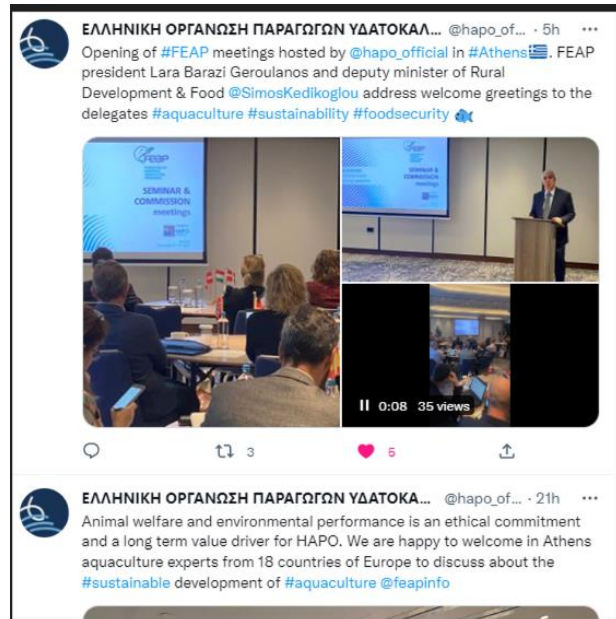 ΕΛΛΗΝΙΚΗ ΟΡΓΑΝΩΣΗ ΠΑΡΑΓΩΓΩΝ ΥΔΑΤΟΚΑΛ... @hapo_of... · 5h
Opening of #FEAP meetings hosted by @hapo_official in #Athens🇬🇷. FEAP
president Lara Barazi Geroulanos and deputy minister of Rural
Development & Food @SimosKedikoglou address welcome greetings to the
delegates #aquaculture #sustainability #foodsecurity 🐟
FEAP
SEMINAR &
COMMISSION
meetings
SEMINAR &
COMMISSION
meetings
0:08 35 views
3
5
ΕΛΛΗΝΙΚΗ ΟΡΓΑΝΩΣΗ ΠΑΡΑΓΩΓΩΝ ΥΔΑΤΟΚΑ... @hapo_of... · 21h
Animal welfare and environmental performance is an ethical commitment
and a long term value driver for HAPO. We are happy to welcome in Athens
aquaculture experts from 18 countries of Europe to discuss about the
#sustainable development of #aquaculture @feapinfo